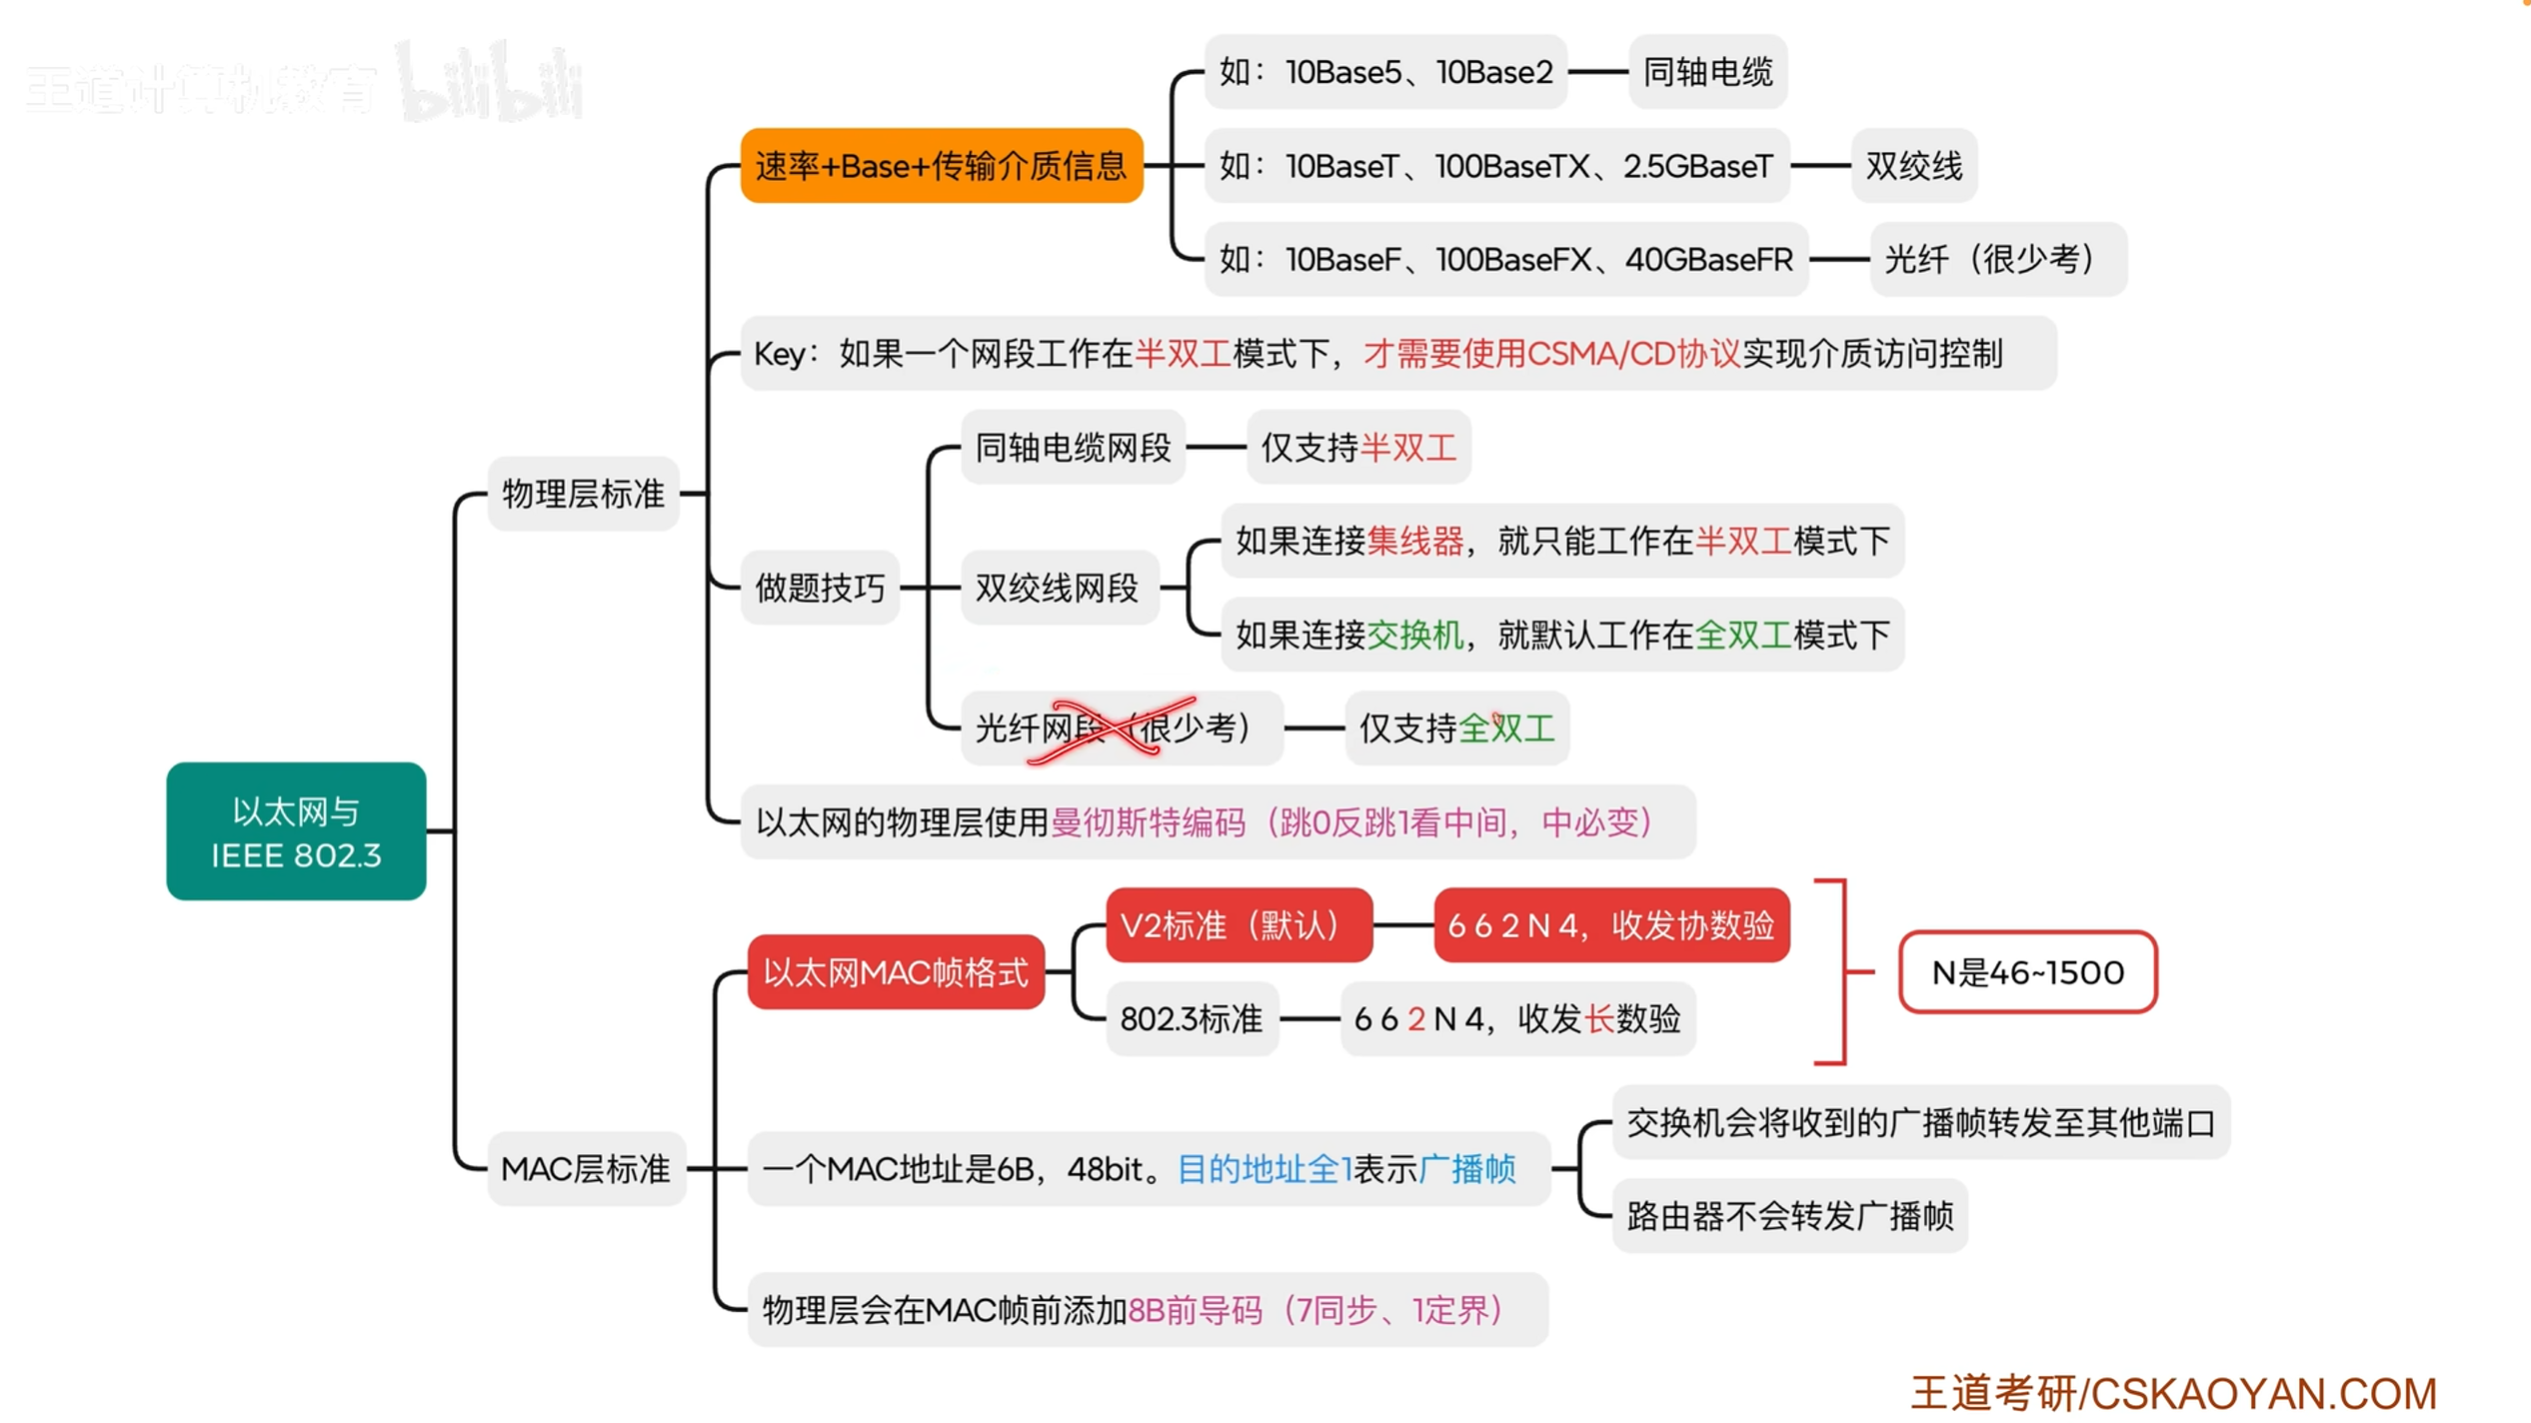 王道计算机教育 bilibili
如：10Base5、10Base2
同轴电缆
速率+Base+传输介质信息
如：10BaseT、100BaseTX、2.5GBaseT
双绞线
如：10BaseF、100BaseFX、40GBaseFR
光纤（很少考）
Key：如果一个网段工作在半双工模式下，才需要使用CSMA/CD协议实现介质访问控制
物理层标准
做题技巧
同轴电缆网段
仅支持半双工
双绞线网段
如果连接集线器，就只能工作在半双工模式下
如果连接交换机，就默认工作在全双工模式下
光纤网段（很少考）
仅支持全双工
以太网的物理层使用曼彻斯特编码（跳0反跳1看中间，中必变）
以太网与
IEEE 802.3
MAC层标准
以太网MAC帧格式
V2标准（默认）
6 6 2 N 4，收发协数验
802.3标准
6 6 2 N 4，收发长数验
N是46~1500
一个MAC地址是6B，48bit。目的地址全1表示广播帧
交换机会将收到的广播帧转发至其他端口
路由器不会转发广播帧
物理层会在MAC帧前添加8B前导码（7同步、1定界）
王道考研/CSKAOYAN.COM